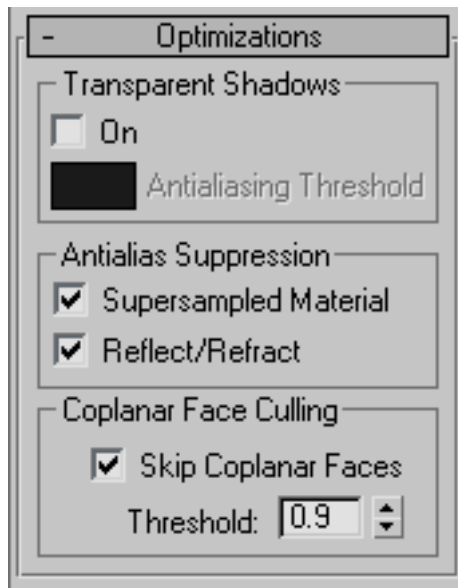 - Optimizations
Transparent Shadows
On
Antialiasing Threshold
Antialias Suppression
Supersampled Material
Reflect/Refract
Coplanar Face Culling
Skip Coplanar Faces
Threshold: 0.9